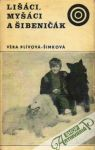 LIŠÁCI,
MYŠÁCI
A ŠIBENIČÁK
VĚRA PLÍVOVÁ-ŠIMKOVÁ